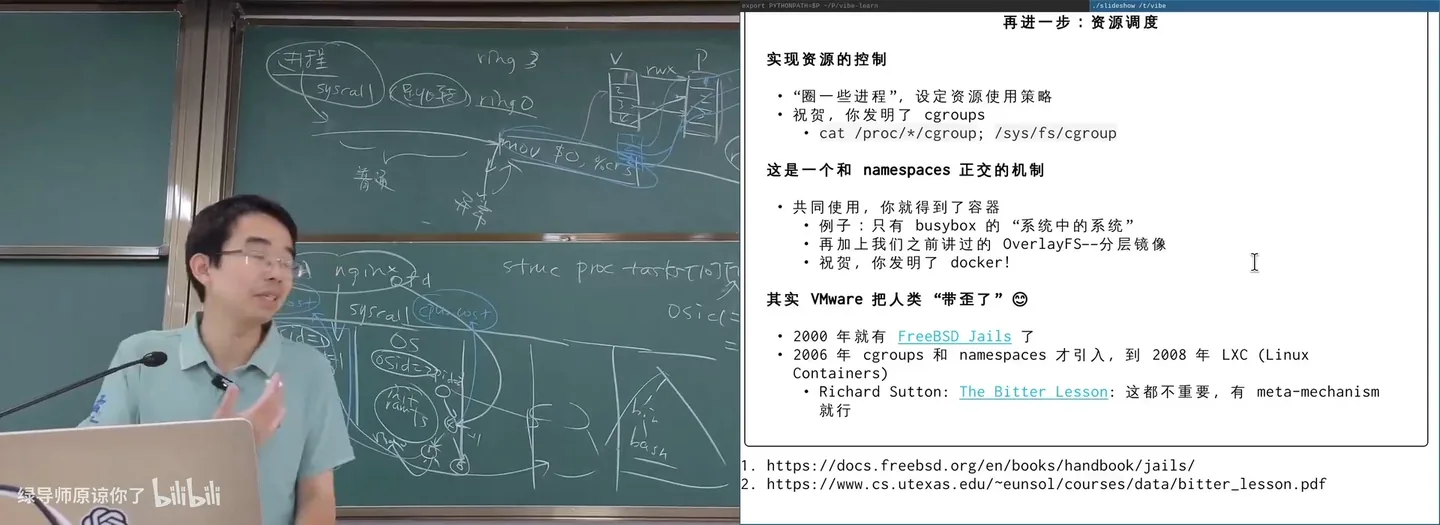 export PYTHONPATH=$P ~/P/vibe-learn
./slideshow /t/vibe
再进一步：资源调度
实现资源的控制
• “圈一些进程”，设定资源使用策略
• 祝贺，你发明了 cgroups
• cat /proc/*/cgroup; /sys/fs/cgroup
这是一个和 namespaces 正交的机制
• 共同使用，你就得到了容器
• 例子：只有 busybox 的 “系统中的系统”
• 再加上我们之前讲过的 OverlayFS--分层镜像
• 祝贺，你发明了 docker!
其实 VMware 把人类 “带歪了” 😊
• 2000 年就有 FreeBSD Jails 了
• 2006 年 cgroups 和 namespaces 才引入，到 2008 年 LXC (Linux
Containers)
• Richard Sutton: The Bitter Lesson: 这都不重要，有 meta-mechanism
就行
1. https://docs.freebsd.org/en/books/handbook/jails/
2. https://www.cs.utexas.edu/~eunsol/courses/data/bitter_lesson.pdf
进程
syscall
ring 3
ring 0
V
rwx
P
mov $0, %cr3
nginx
struc proc tasks[10]
syscall
cpu cost
OS
osid=2
init
bin
bash
绿导师原谅你了 bilibili